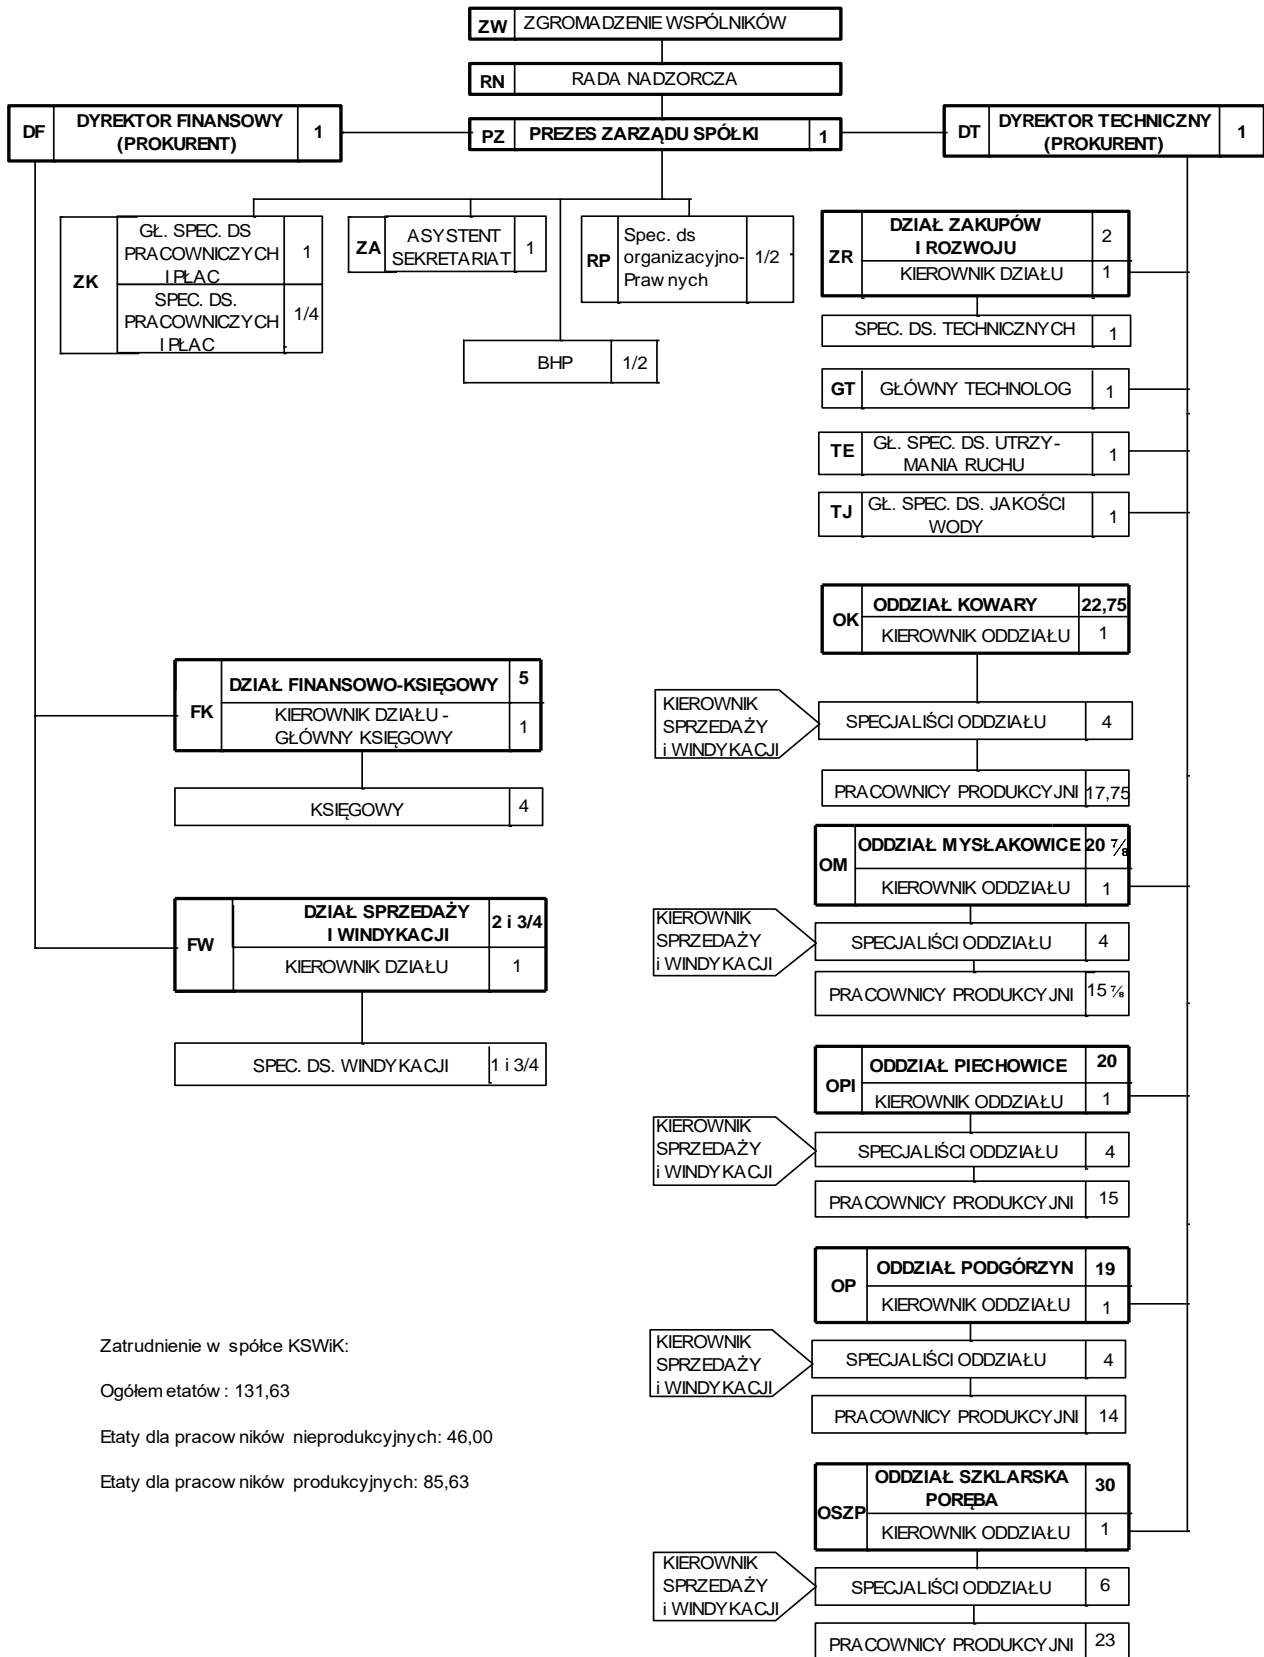 ZW ZGROMADZENIE WSPÓLNIKÓW
RN RADA NADZORCZA
DF DYREKTOR FINANSOWY 1
(PROKURENT)
PZ PREZES ZARZĄDU SPÓŁKI 1
DT DYREKTOR TECHNICZNY 1
(PROKURENT)
ZK
GŁ. SPEC. DS
PRACOWNICZYCH 1
I PŁAC
SPEC. DS.
PRACOWNICZYCH 1/4
I PŁAC
ZA ASYSTENT 1
SEKRETARIAT
RP
Spec. ds
organizacyjno- 1/2
Prawnych
BHP 1/2
ZR
DZIAŁ ZAKUPÓW 2
I ROZWOJU
KIEROWNIK DZIAŁU 1
SPEC. DS. TECHNICZNYCH 1
GT GŁÓWNY TECHNOLOG 1
TE GŁ. SPEC. DS. UTRZY- 1
MANIA RUCHU
TJ GŁ. SPEC. DS. JAKOŚCI 1
WODY
FK
DZIAŁ FINANSOWO-KSIĘGOWY 5
KIEROWNIK DZIAŁU - 1
GŁÓWNY KSIĘGOWY
KSIĘGOWY 4
FW
DZIAŁ SPRZEDAŻY 2 i 3/4
I WINDYKACJI
KIEROWNIK DZIAŁU 1
SPEC. DS. WINDYKACJI 1 i 3/4
OK
ODDZIAŁ KOWARY 22,75
KIEROWNIK ODDZIAŁU 1
KIEROWNIK
SPRZEDAŻY
i WINDYKACJI
SPECJALIŚCI ODDZIAŁU 4
PRACOWNICY PRODUKCYJNI 17,75
OM
ODDZIAŁ MYSŁAKOWICE 20 ⅞
KIEROWNIK ODDZIAŁU 1
KIEROWNIK
SPRZEDAŻY
i WINDYKACJI
SPECJALIŚCI ODDZIAŁU 4
PRACOWNICY PRODUKCYJNI 15 ⅞
OPI
ODDZIAŁ PIECHOWICE 20
KIEROWNIK ODDZIAŁU 1
KIEROWNIK
SPRZEDAŻY
i WINDYKACJI
SPECJALIŚCI ODDZIAŁU 4
PRACOWNICY PRODUKCYJNI 15
OP
ODDZIAŁ PODGÓRZYN 19
KIEROWNIK ODDZIAŁU 1
KIEROWNIK
SPRZEDAŻY
i WINDYKACJI
SPECJALIŚCI ODDZIAŁU 4
PRACOWNICY PRODUKCYJNI 14
OSZP
ODDZIAŁ SZKLARSKA 30
PORĘBA
KIEROWNIK ODDZIAŁU 1
KIEROWNIK
SPRZEDAŻY
i WINDYKACJI
SPECJALIŚCI ODDZIAŁU 6
PRACOWNICY PRODUKCYJNI 23
Zatrudnienie w spółce KSWiK:
Ogółem etatów : 131,63
Etaty dla pracowników nieprodukcyjnych: 46,00
Etaty dla pracowników produkcyjnych: 85,63